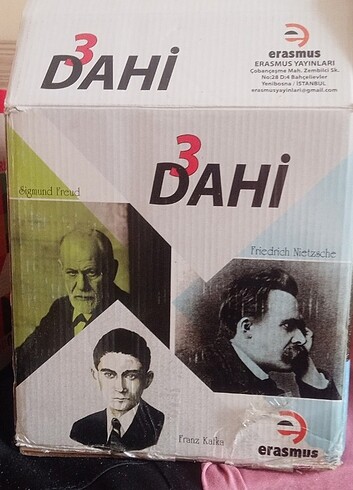 3
DAHİ
erasmus
ERASMUS YAYINLARI
Çobançeşme Mah. Zembilci Sk.
No:28 D:4 Bahçelievler
Yenibosna : İSTANBUL
erasmusyayinlari@gmail.com
3
DAHİ
Sigmund Freud
Friedrich Nietzsche
Franz Kafka
erasmus